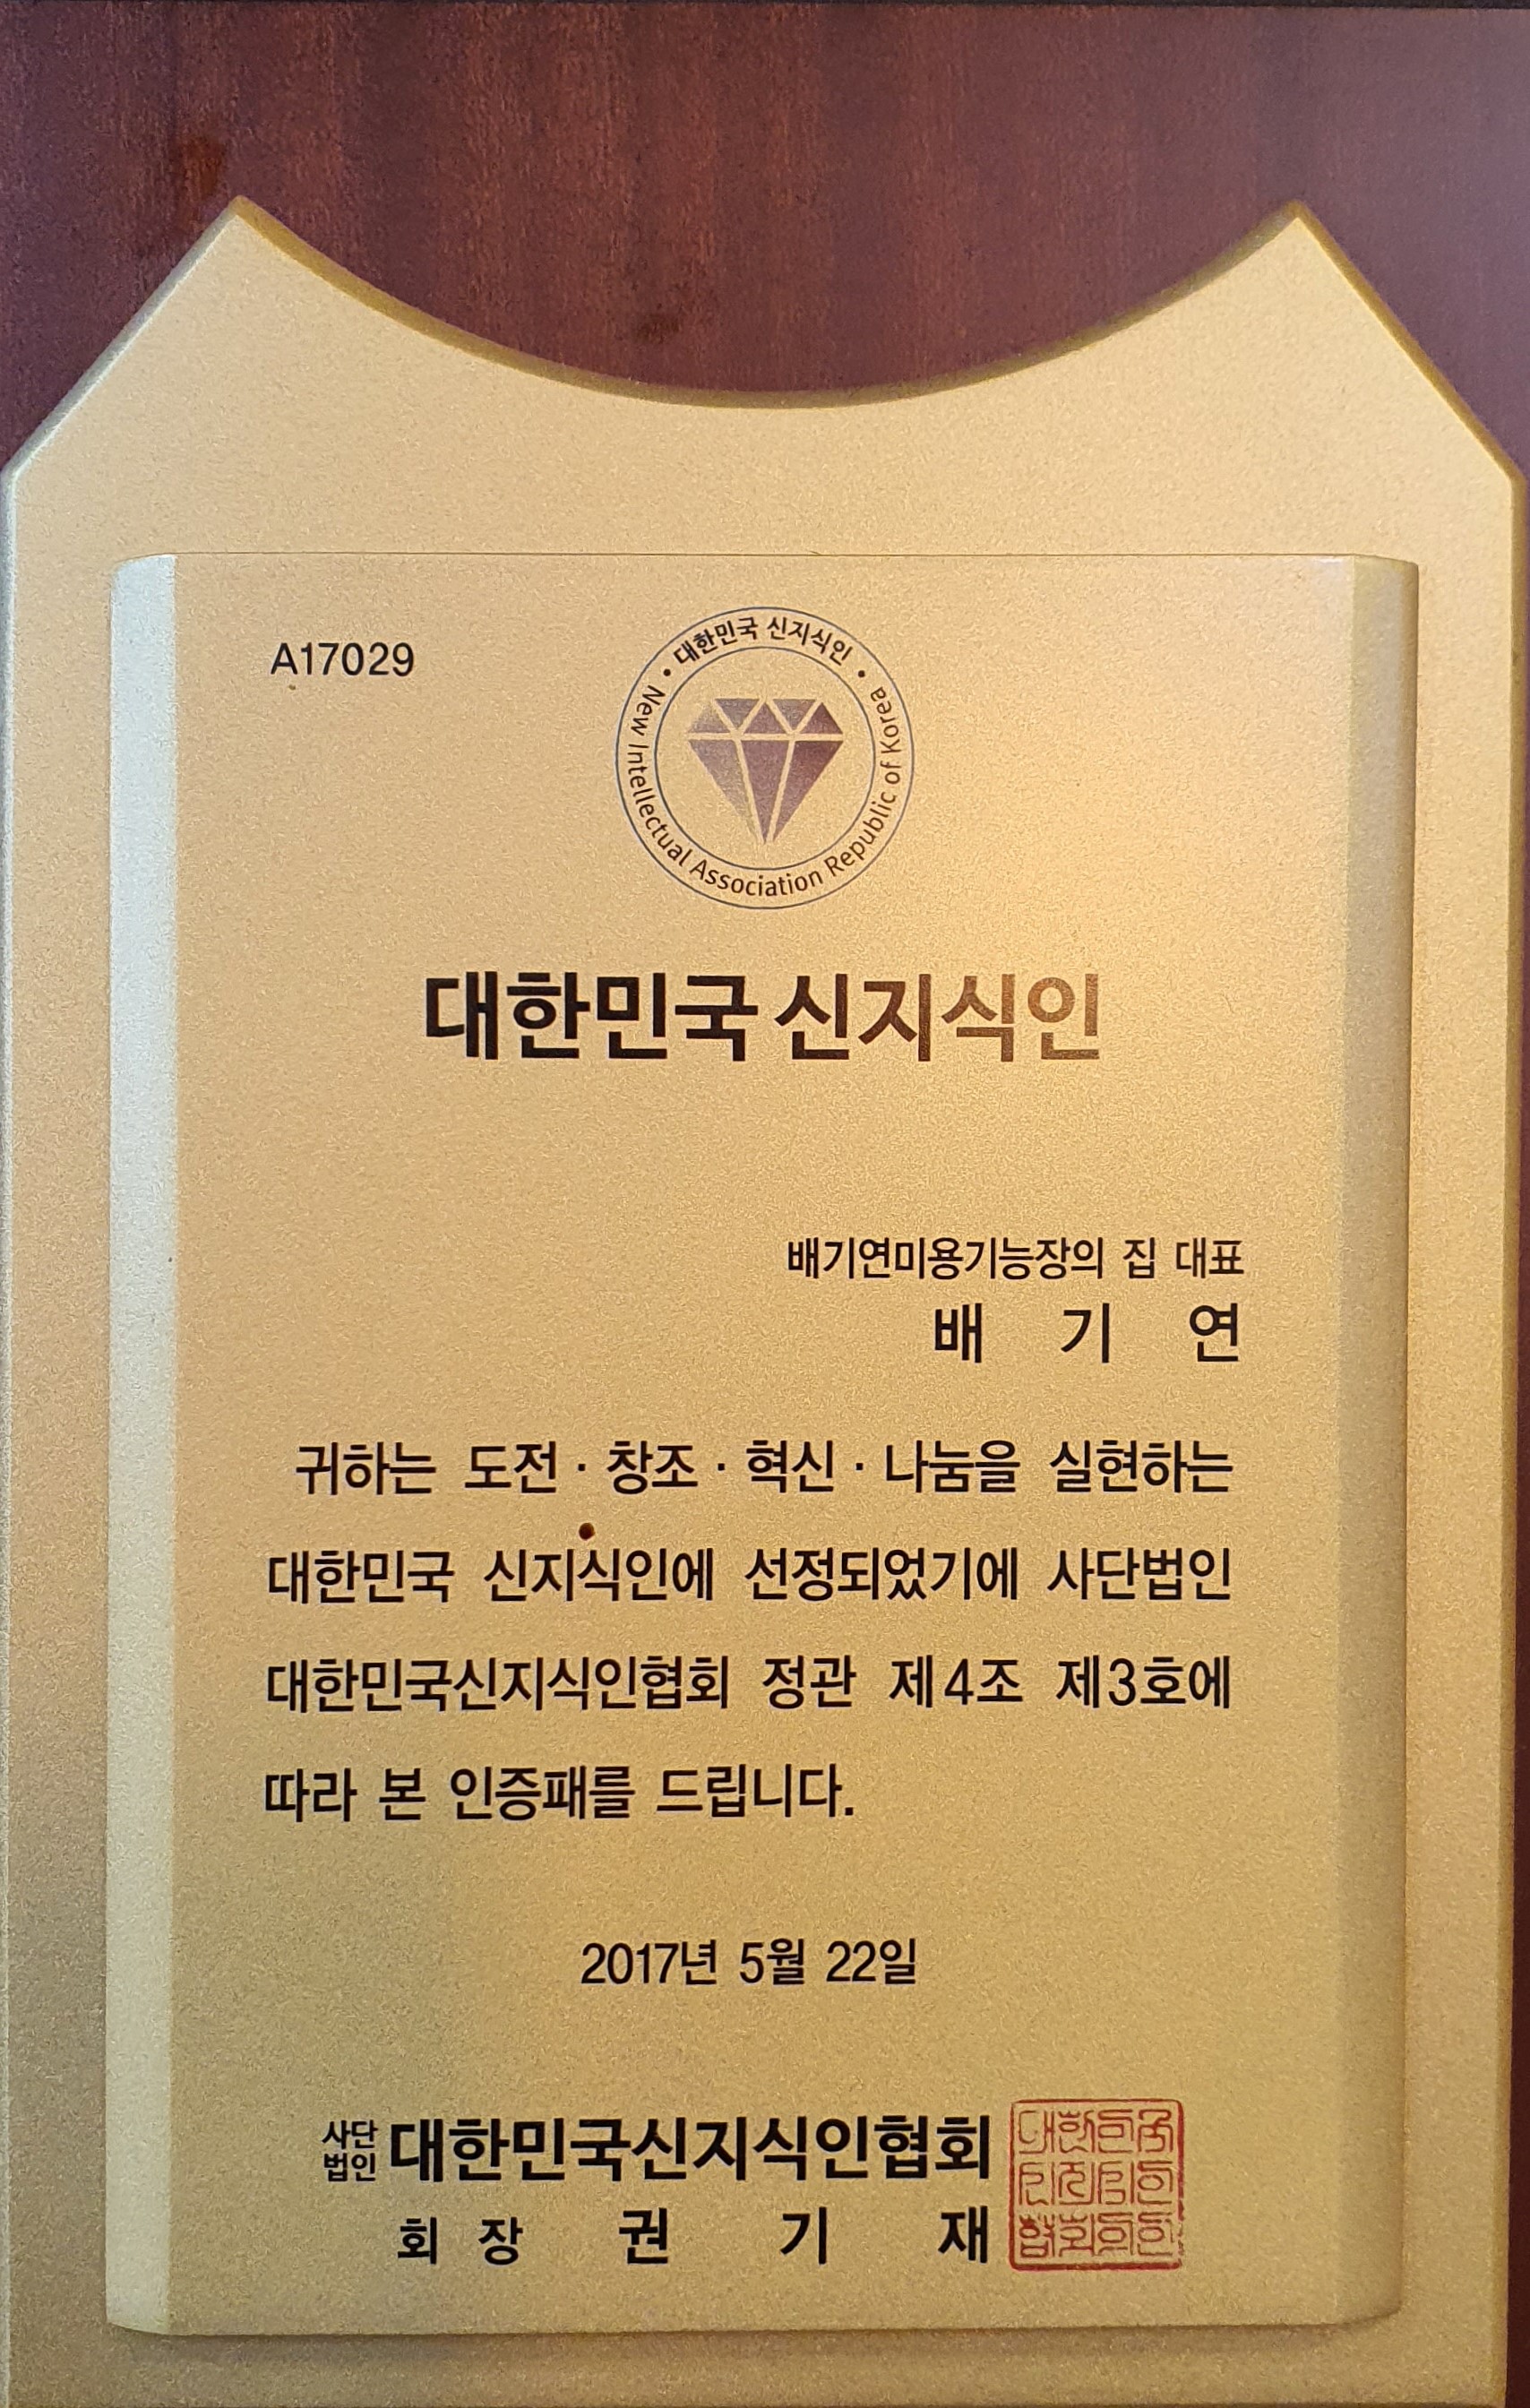 A17029
대한민국 신지식인
New Intellectual Association Republic of Korea
대한민국 신지식인
배기연미용기능장의 집 대표
배 기 연
귀하는 도전 · 창조 · 혁신 · 나눔을 실현하는
대한민국 신지식인에 선정되었기에 사단법인
대한민국신지식인협회 정관 제4조 제3호에
따라 본 인증패를 드립니다.
2017년 5월 22일
사단법인 대한민국신지식인협회
회 장 권 기 재